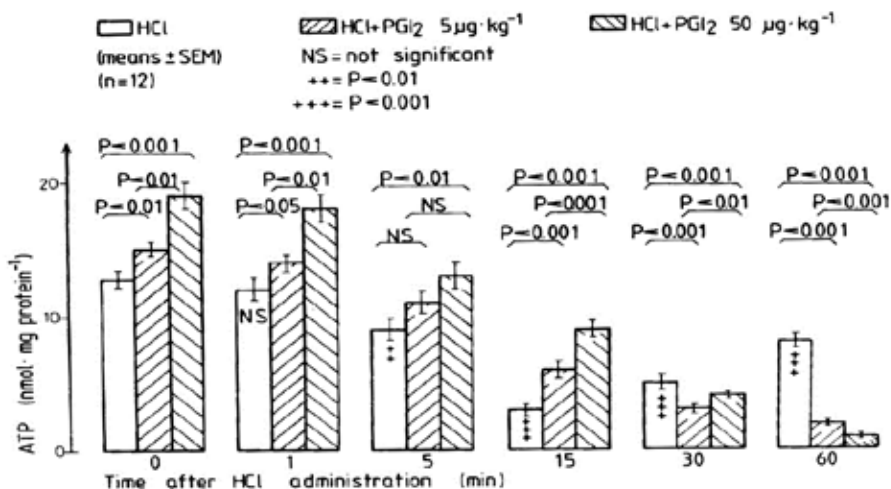 HCl HCl+PGI2 5µg·kg-1 HCl+PGI2 50 µg·kg-1
(means ± SEM) NS = not significant
(n=12) ++= P<0.01
+++= P<0.001
P<0.001 P<0.001
P<0.01 P<0.01 P<0.01 P<0.001 P<0.001 P<0.001
20
P<0.01 P<0.05 NS P<0001 P<0.01 P<0.001
NS P<0.001 P<0.001 P<0.001
NS
++
10
+++ +++ +++
0
ATP (nmol·mg protein-1)
0 1 5 15 30 60
Time after HCl administration (min)